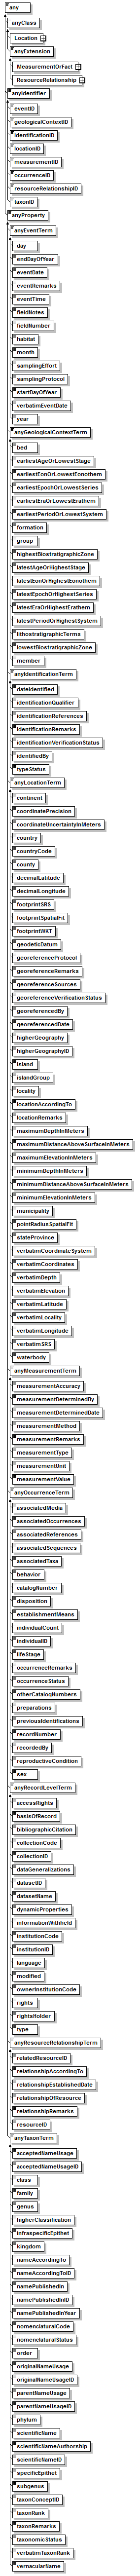 any
anyClass
Location
anyExtension
MeasurementOrFact
ResourceRelationship
anyIdentifier
eventID
geologicalContextID
identificationID
locationID
measurementID
occurrenceID
resourceRelationshipID
taxonID
anyProperty
anyEventTerm
day
endDayOfYear
eventDate
eventRemarks
eventTime
fieldNotes
fieldNumber
habitat
month
samplingEffort
samplingProtocol
startDayOfYear
verbatimEventDate
year
anyGeologicalContextTerm
bed
earliestAgeOrLowestStage
earliestEonOrLowestEonothem
earliestEpochOrLowestSeries
earliestEraOrLowestErathem
earliestPeriodOrLowestSystem
formation
group
highestBiostratigraphicZone
latestAgeOrHighestStage
latestEonOrHighestEonothem
latestEpochOrHighestSeries
latestEraOrHighestErathem
latestPeriodOrHighestSystem
lithostratigraphicTerms
lowestBiostratigraphicZone
member
anyIdentificationTerm
dateIdentified
identificationQualifier
identificationReferences
identificationRemarks
identificationVerificationStatus
identifiedBy
typeStatus
anyLocationTerm
continent
coordinatePrecision
coordinateUncertaintyInMeters
country
countryCode
county
decimalLatitude
decimalLongitude
footprintSRS
footprintSpatialFit
footprintWKT
geodeticDatum
georeferenceProtocol
georeferenceRemarks
georeferenceSources
georeferenceVerificationStatus
georeferencedBy
georeferencedDate
higherGeography
higherGeographyID
island
islandGroup
locality
locationAccordingTo
locationRemarks
maximumDepthInMeters
maximumDistanceAboveSurfaceInMeters
maximumElevationInMeters
minimumDepthInMeters
minimumDistanceAboveSurfaceInMeters
minimumElevationInMeters
municipality
pointRadiusSpatialFit
stateProvince
verbatimCoordinateSystem
verbatimCoordinates
verbatimDepth
verbatimElevation
verbatimLatitude
verbatimLocality
verbatimLongitude
verbatimSRS
waterbody
anyMeasurementTerm
measurementAccuracy
measurementDeterminedBy
measurementDeterminedDate
measurementMethod
measurementRemarks
measurementType
measurementUnit
measurementValue
anyOccurrenceTerm
associatedMedia
associatedOccurrences
associatedReferences
associatedSequences
associatedTaxa
behavior
catalogNumber
disposition
establishmentMeans
individualCount
individualID
lifeStage
occurrenceRemarks
occurrenceStatus
otherCatalogNumbers
preparations
previousIdentifications
recordNumber
recordedBy
reproductiveCondition
sex
anyRecordLevelTerm
accessRights
basisOfRecord
bibliographicCitation
collectionCode
collectionID
dataGeneralizations
datasetID
datasetName
dynamicProperties
informationWithheld
institutionCode
institutionID
language
modified
ownerInstitutionCode
rights
rightsHolder
type
anyResourceRelationshipTerm
relatedResourceID
relationshipAccordingTo
relationshipEstablishedDate
relationshipOfResource
relationshipRemarks
resourceID
anyTaxonTerm
acceptedNameUsage
acceptedNameUsageID
class
family
genus
higherClassification
infraspecificEpithet
kingdom
nameAccordingTo
nameAccordingToID
namePublishedIn
namePublishedInID
namePublishedInYear
nomenclaturalCode
nomenclaturalStatus
order
originalNameUsage
originalNameUsageID
parentNameUsage
parentNameUsageID
phylum
scientificName
scientificNameAuthorship
scientificNameID
specificEpithet
subgenus
taxonConceptID
taxonRank
taxonRemarks
taxonomicStatus
verbatimTaxonRank
vernacularName